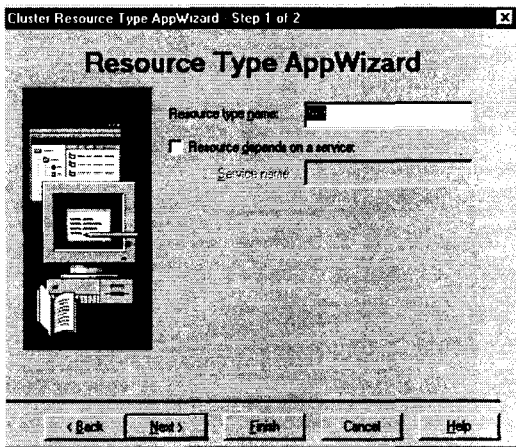 Cluster Resource Type AppWizard - Step 1 of 2
Resource Type AppWizard
Resource type name:
Resource depends on a service:
Service name
< Back
Next >
Finish
Cancel
Help